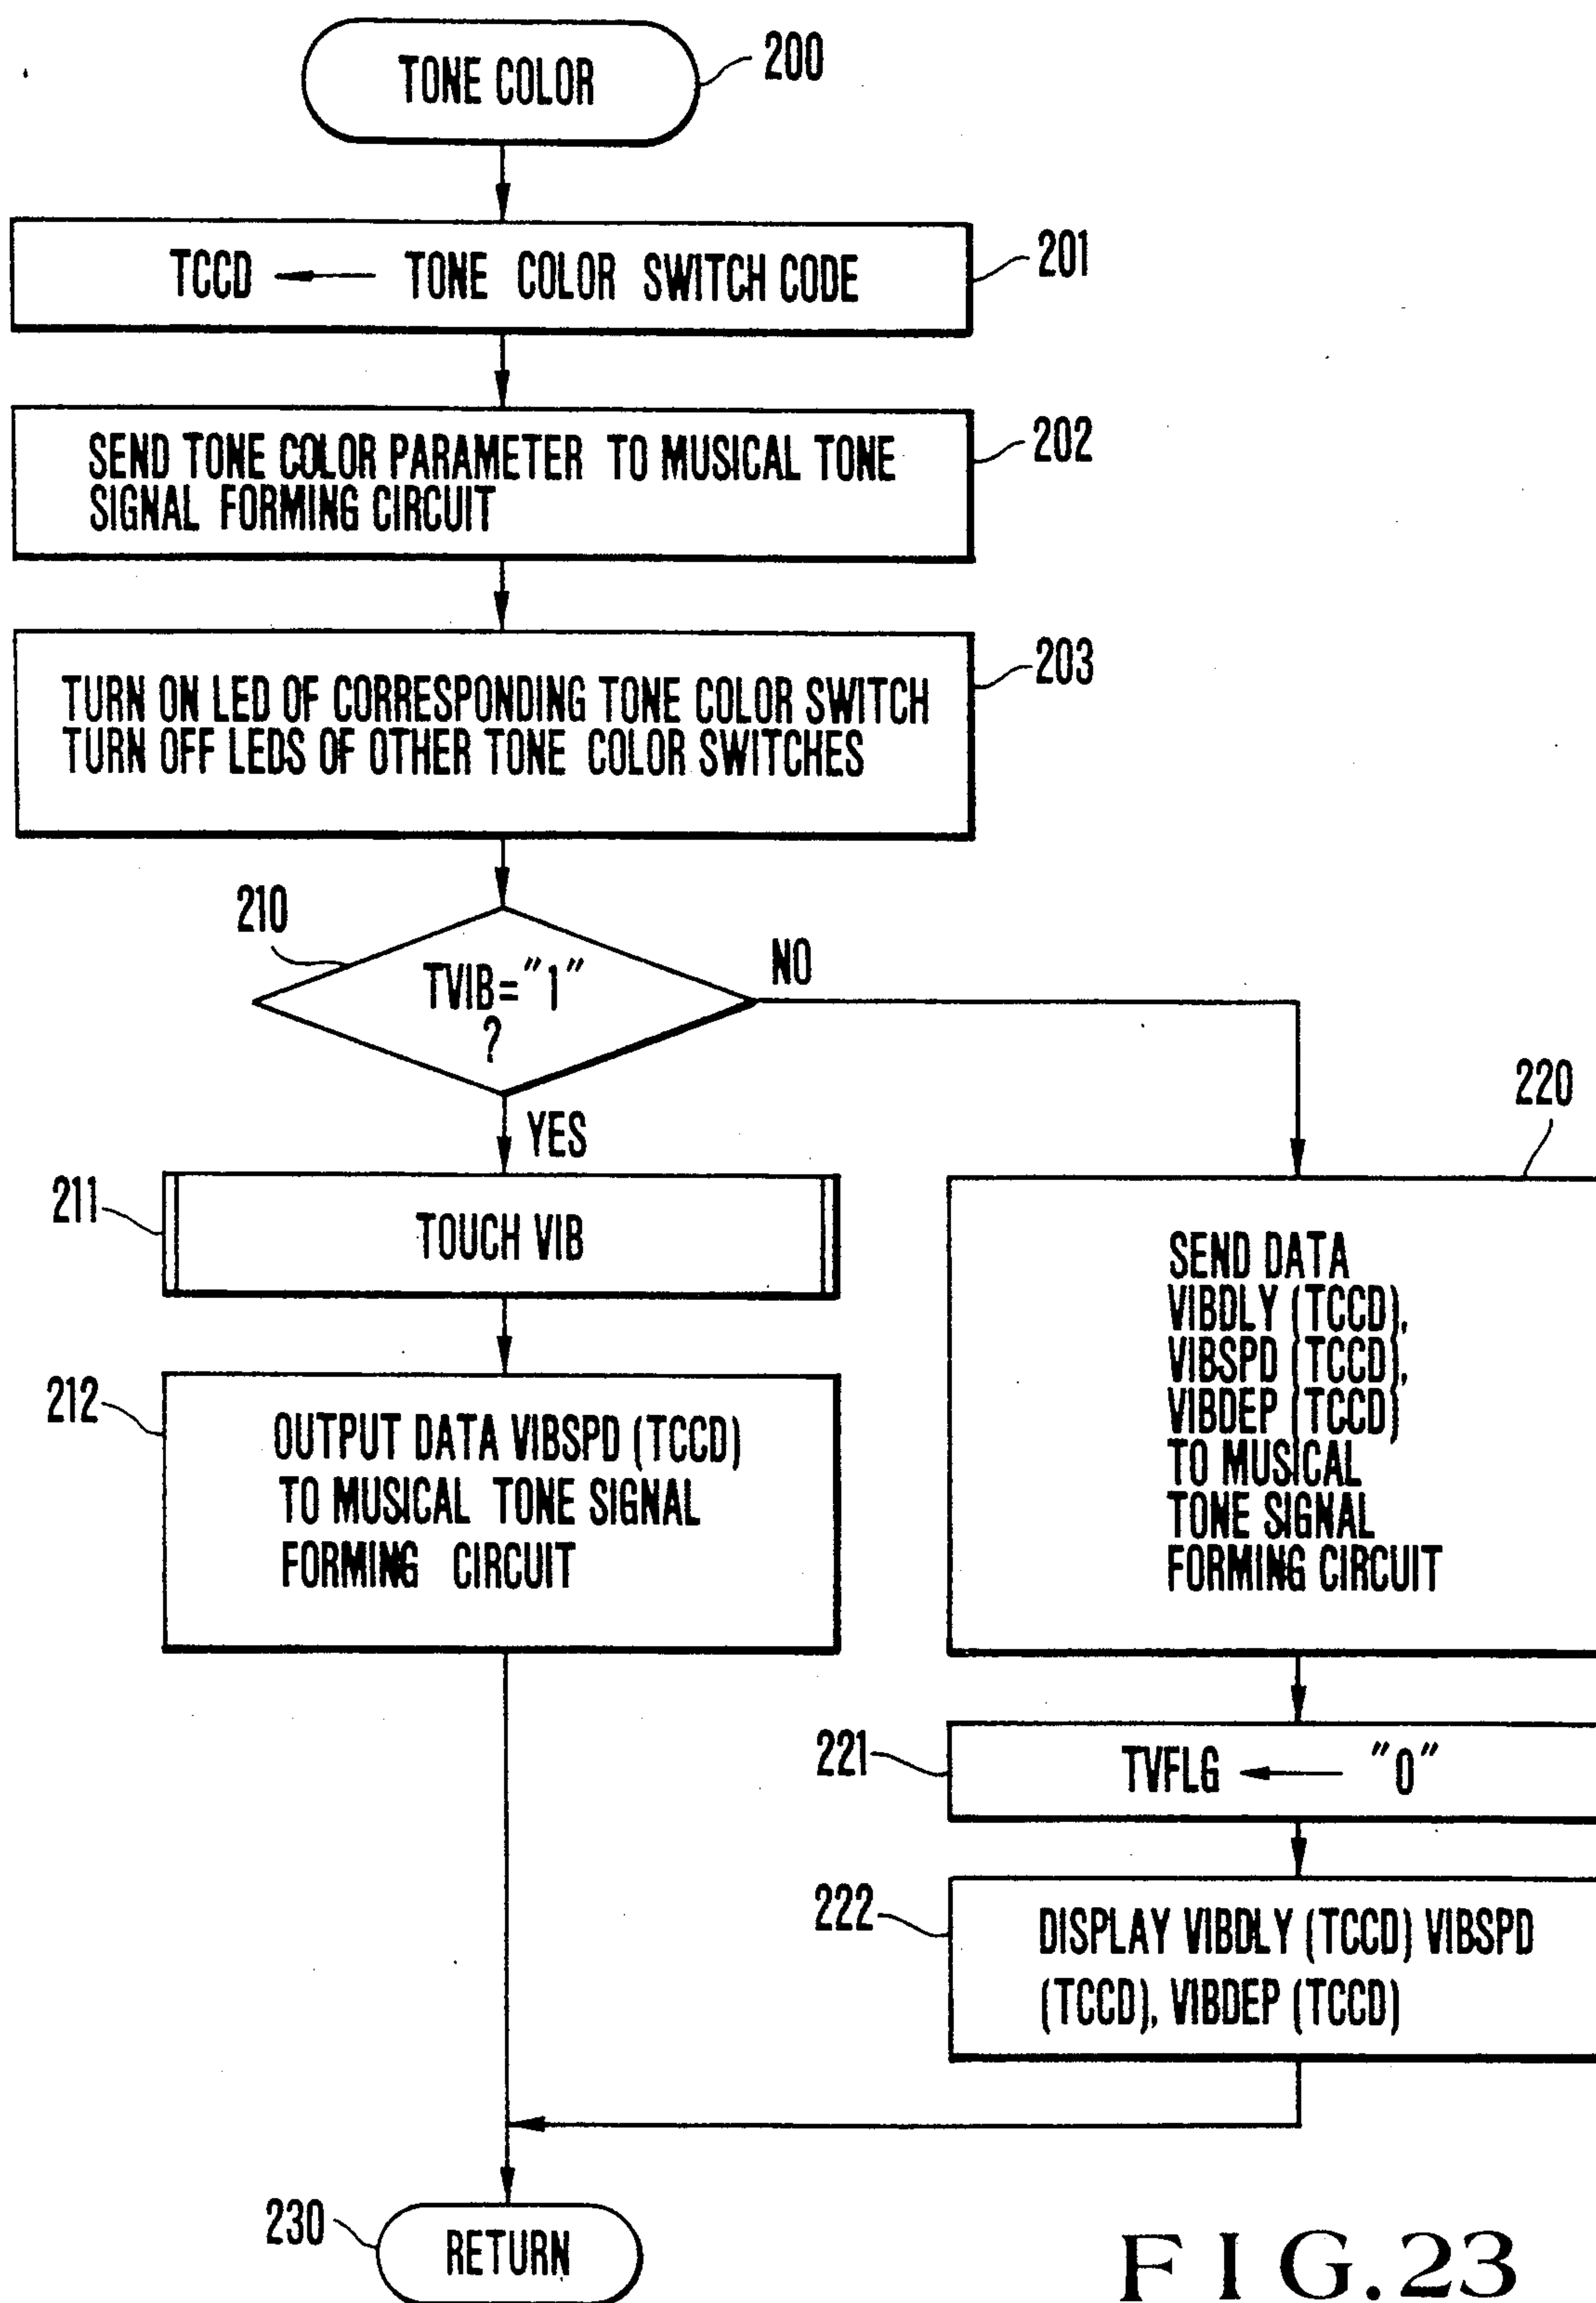 TONE COLOR
200
TCCD ← TONE COLOR SWITCH CODE
201
SEND TONE COLOR PARAMETER TO MUSICAL TONE
SIGNAL FORMING CIRCUIT
202
TURN ON LED OF CORRESPONDING TONE COLOR SWITCH
TURN OFF LEDS OF OTHER TONE COLOR SWITCHES
203
210
TVIB="1"
?
NO
YES
211
TOUCH VIB
212
OUTPUT DATA VIBSPD (TCCD)
TO MUSICAL TONE SIGNAL
FORMING CIRCUIT
220
SEND DATA
VIBDLY (TCCD),
VIBSPD (TCCD),
VIBDEP (TCCD)
TO MUSICAL
TONE SIGNAL
FORMING CIRCUIT
221
TVFLG ← "0"
222
DISPLAY VIBDLY (TCCD) VIBSPD
(TCCD), VIBDEP (TCCD)
230
RETURN
FIG.23